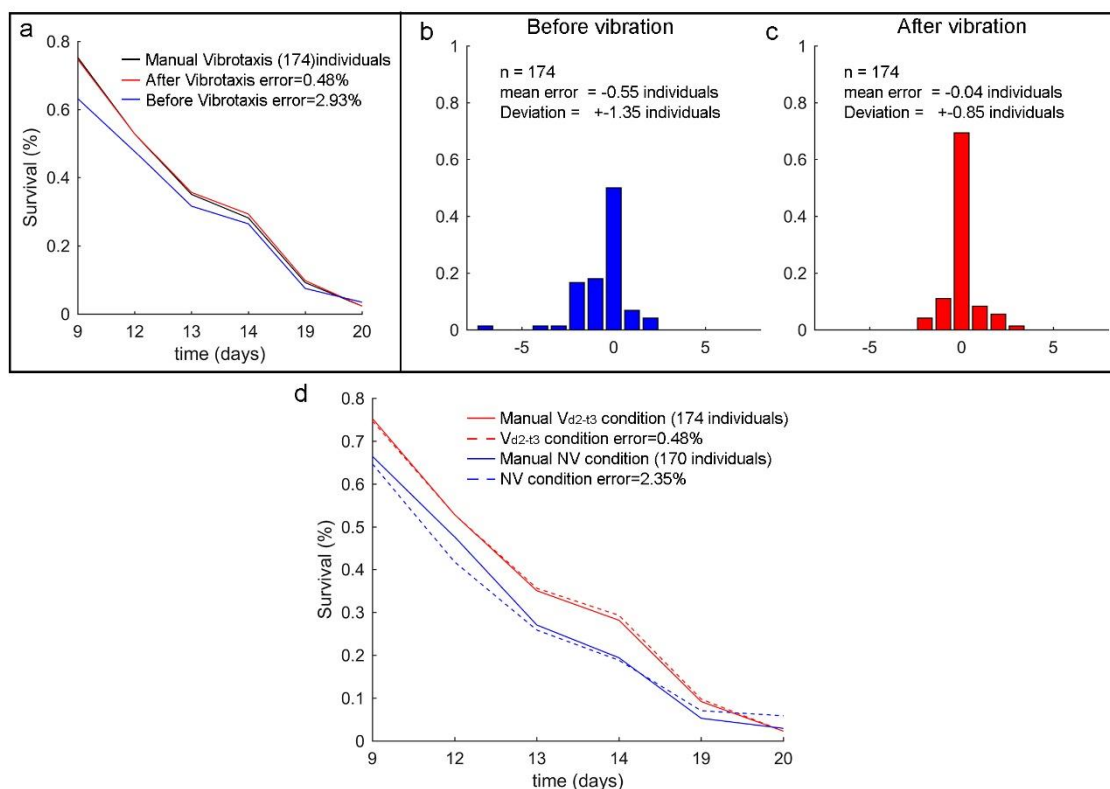 a
0.8
0.6
0.4
0.2
0
Survival (%)
Manual Vibrotaxis (174)individuals
After Vibrotaxis error=0.48%
Before Vibrotaxis error=2.93%
9 12 13 14 19 20
time (days)
b
Before vibration
1
0.8
0.6
0.4
0.2
0
n = 174
mean error = -0.55 individuals
Deviation = +-1.35 individuals
-5 0 5
c
After vibration
1
0.8
0.6
0.4
0.2
0
n = 174
mean error = -0.04 individuals
Deviation = +-0.85 individuals
-5 0 5
d
0.8
0.7
0.6
0.5
0.4
0.3
0.2
0.1
0
Survival (%)
Manual Vd2-t3 condition (174 individuals)
Vd2-t3 condition error=0.48%
Manual NV condition (170 individuals)
NV condition error=2.35%
9 12 13 14 19 20
time (days)